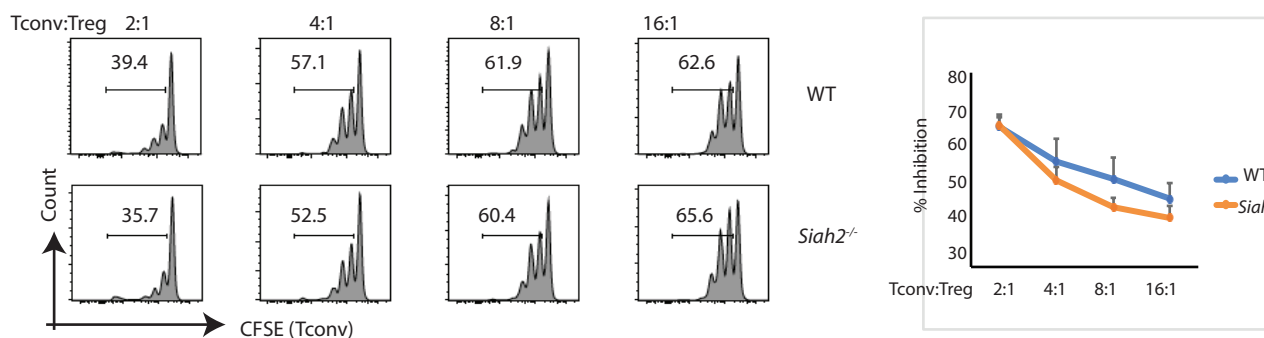 Tconv:Treg 2:1 4:1 8:1 16:1
39.4 57.1 61.9 62.6
WT
35.7 52.5 60.4 65.6
Siah2-/-
Count
CFSE (Tconv)
% Inhibition
80
70
60
50
40
30
Tconv:Treg 2:1 4:1 8:1 16:1
WT
Siah